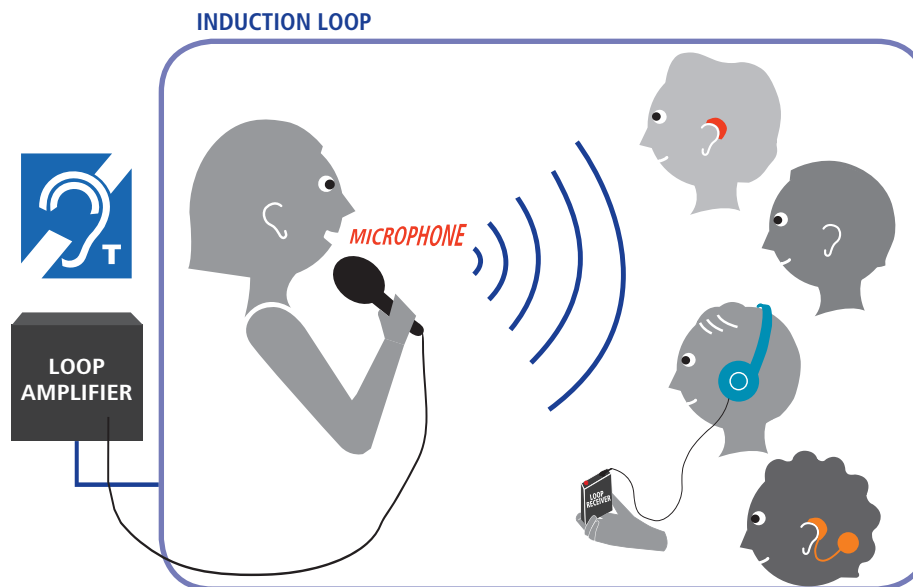 INDUCTION LOOP
MICROPHONE
T
LOOP
AMPLIFIER
LOOP
RECEIVER